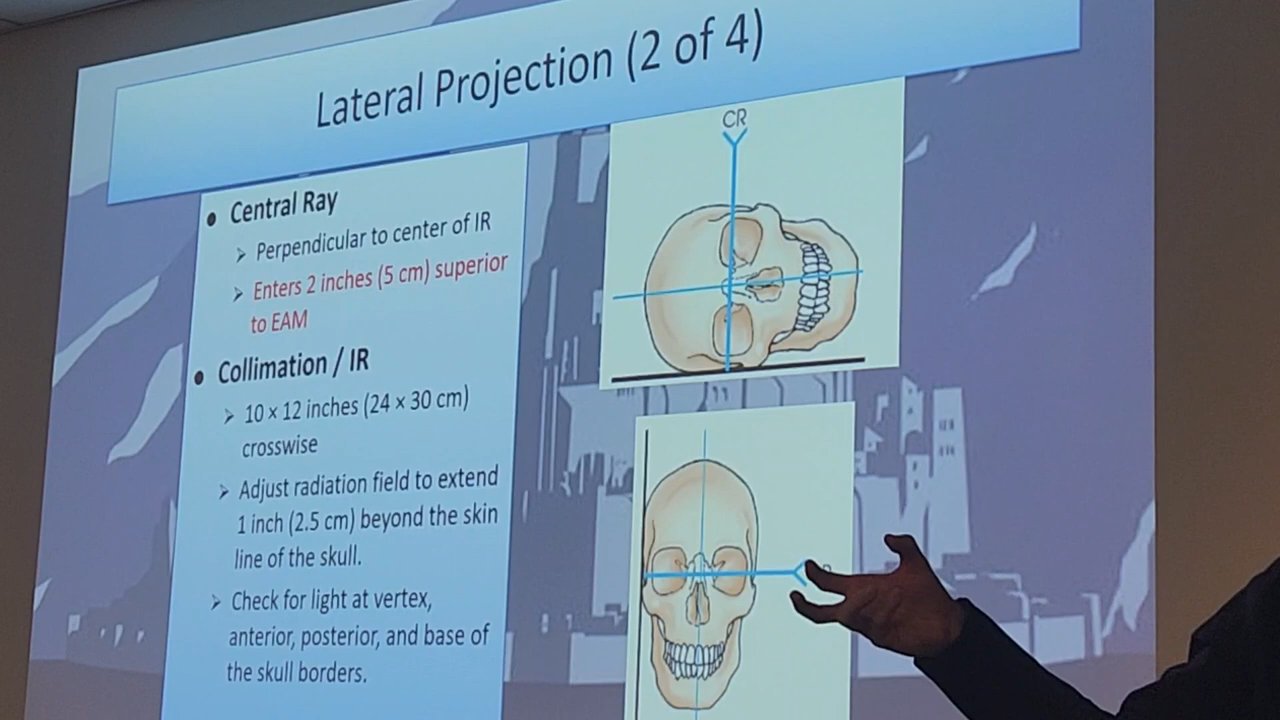 Lateral Projection (2 of 4)
• Central Ray
➢ Perpendicular to center of IR
➢ Enters 2 inches (5 cm) superior
to EAM
• Collimation / IR
➢ 10 × 12 inches (24 × 30 cm)
crosswise
➢ Adjust radiation field to extend
1 inch (2.5 cm) beyond the skin
line of the skull.
➢ Check for light at vertex,
anterior, posterior, and base of
the skull borders.
CR